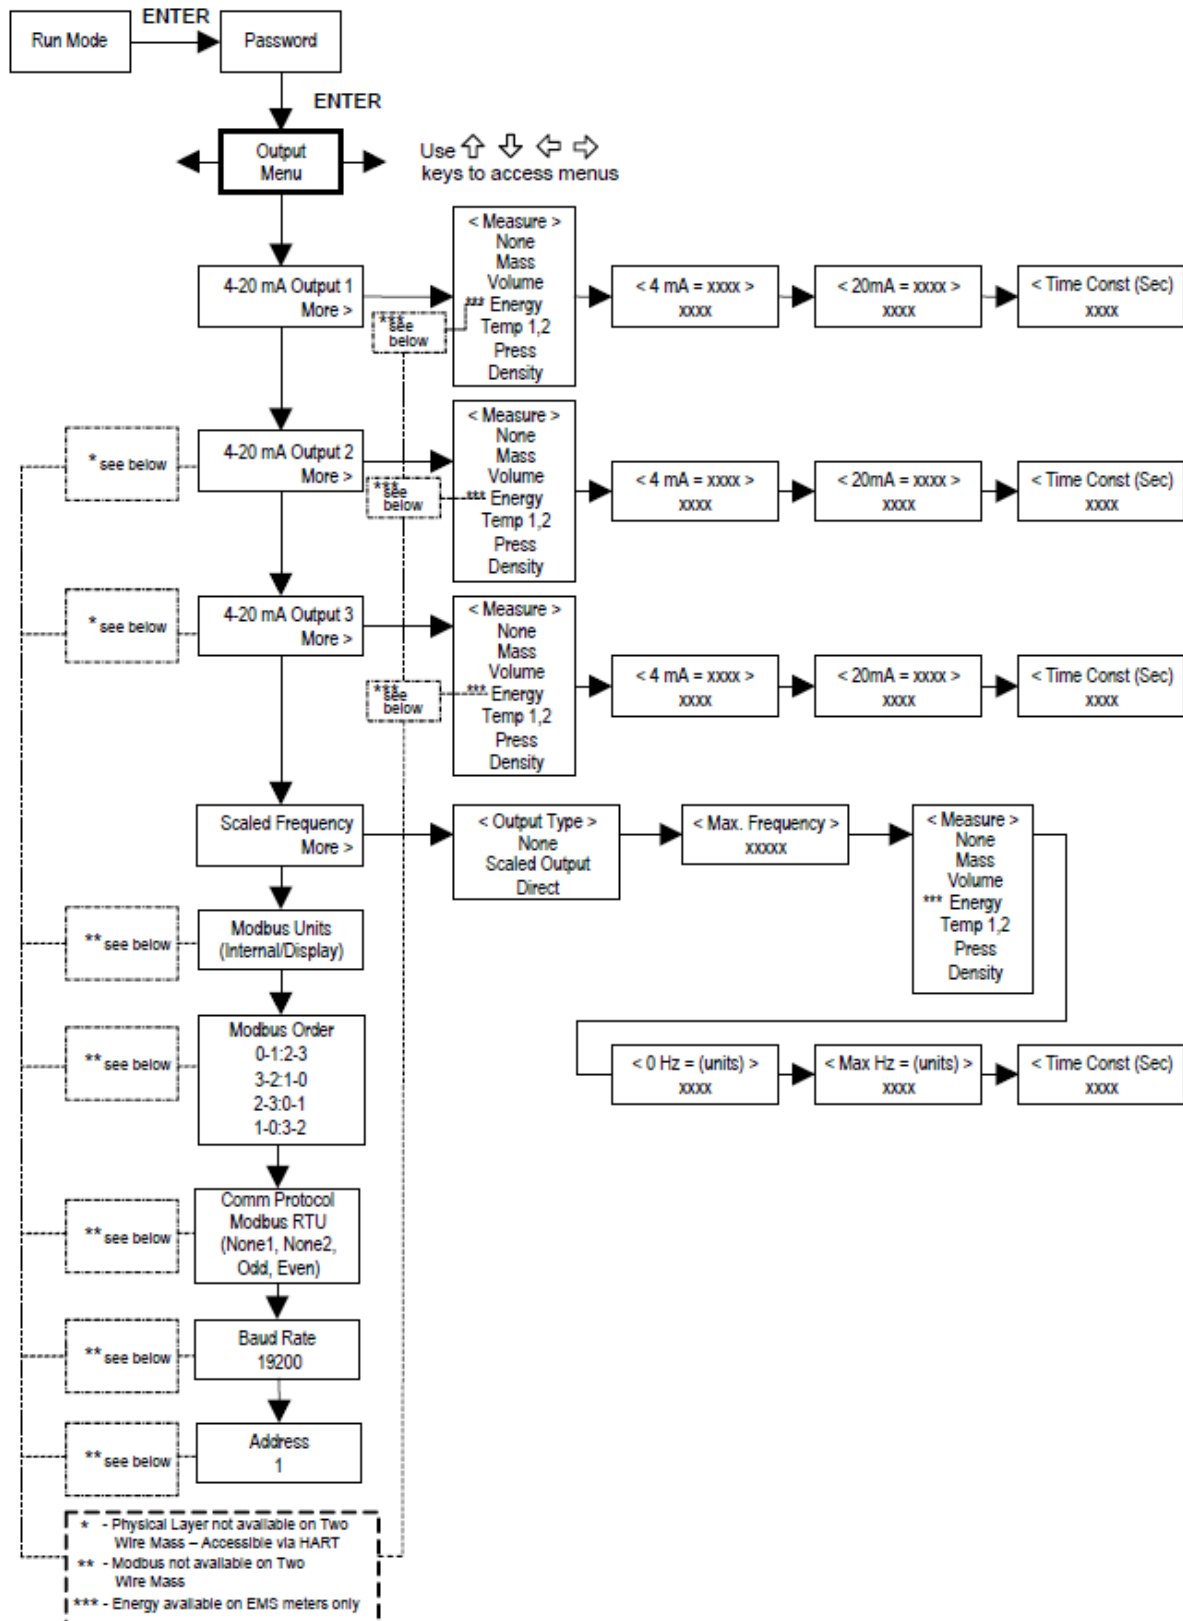 Run Mode
ENTER
Password
ENTER
Output
Menu
Use
keys to access menus
4-20 mA Output 1
More >
*** see
below
< Measure >
None
Mass
Volume
*** Energy
Temp 1,2
Press
Density
< 4 mA = xxxx >
xxxx
< 20mA = xxxx >
xxxx
< Time Const (Sec)
xxxx
* see below
4-20 mA Output 2
More >
*** see
below
< Measure >
None
Mass
Volume
*** Energy
Temp 1,2
Press
Density
< 4 mA = xxxx >
xxxx
< 20mA = xxxx >
xxxx
< Time Const (Sec)
xxxx
* see below
4-20 mA Output 3
More >
*** see
below
< Measure >
None
Mass
Volume
*** Energy
Temp 1,2
Press
Density
< 4 mA = xxxx >
xxxx
< 20mA = xxxx >
xxxx
< Time Const (Sec)
xxxx
Scaled Frequency
More >
< Output Type >
None
Scaled Output
Direct
< Max. Frequency >
xxxxx
< Measure >
None
Mass
Volume
*** Energy
Temp 1,2
Press
Density
< 0 Hz = (units) >
xxxx
< Max Hz = (units) >
xxxx
< Time Const (Sec)
xxxx
** see below
Modbus Units
(Internal/Display)
** see below
Modbus Order
0-1:2-3
3-2:1-0
2-3:0-1
1-0:3-2
** see below
Comm Protocol
Modbus RTU
(None1, None2,
Odd, Even)
** see below
Baud Rate
19200
** see below
Address
1
* - Physical Layer not available on Two
Wire Mass – Accessible via HART
** - Modbus not available on Two
Wire Mass
*** - Energy available on EMS meters only